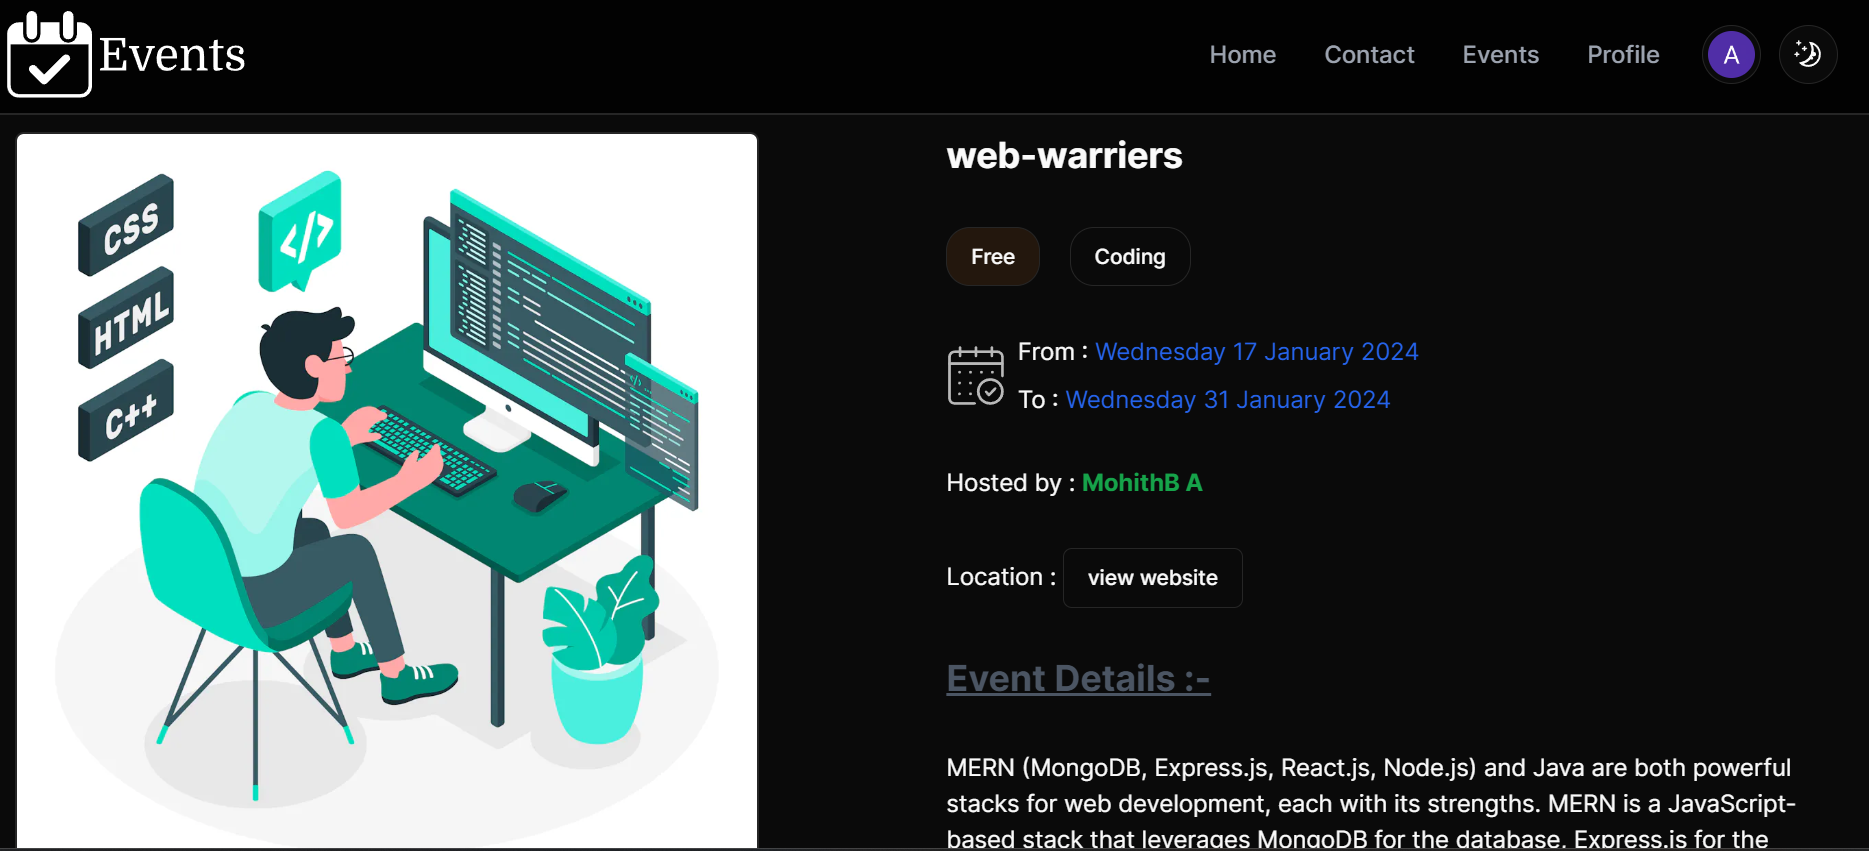 Events
Home Contact Events Profile A
CSS
HTML
C++
</>
web-warriers
Free Coding
From : Wednesday 17 January 2024
To : Wednesday 31 January 2024
Hosted by : MohithB A
Location : view website
Event Details :-
MERN (MongoDB, Express.js, React.js, Node.js) and Java are both powerful
stacks for web development, each with its strengths. MERN is a JavaScript-
based stack that leverages MongoDB for the database, Express.js for the